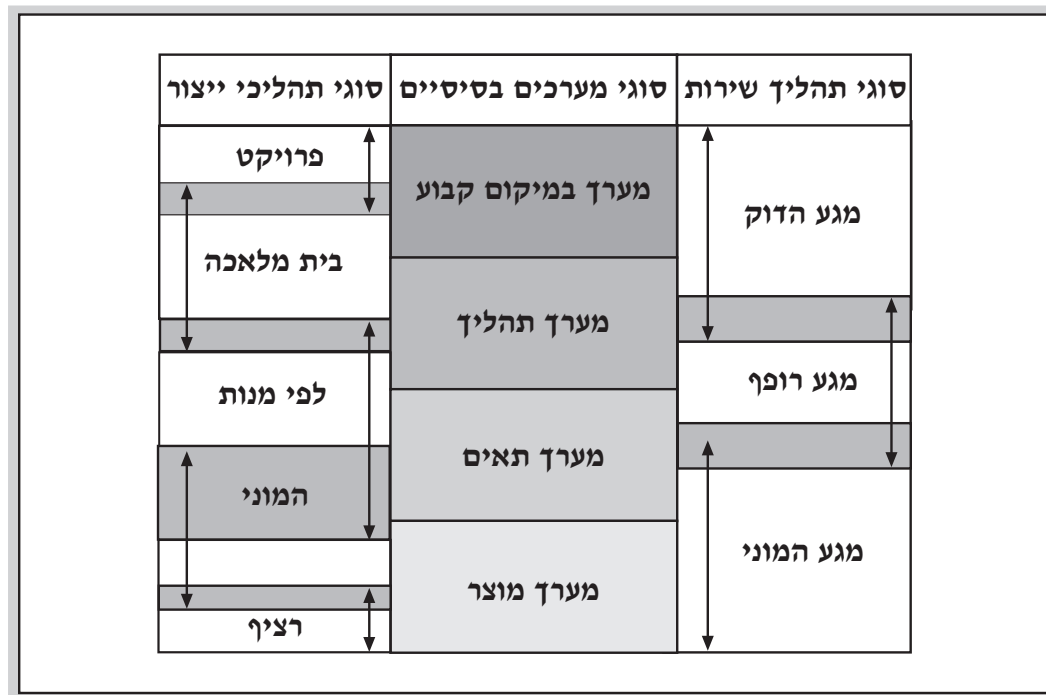 סוגי תהליך שירות
סוגי מערכים בסיסיים
סוגי תהליכי ייצור
מגע הדוק
מגע רופף
מגע המוני
מערך במיקום קבוע
מערך תהליך
מערך תאים
מערך מוצר
פרויקט
בית מלאכה
לפי מנות
המוני
רציף